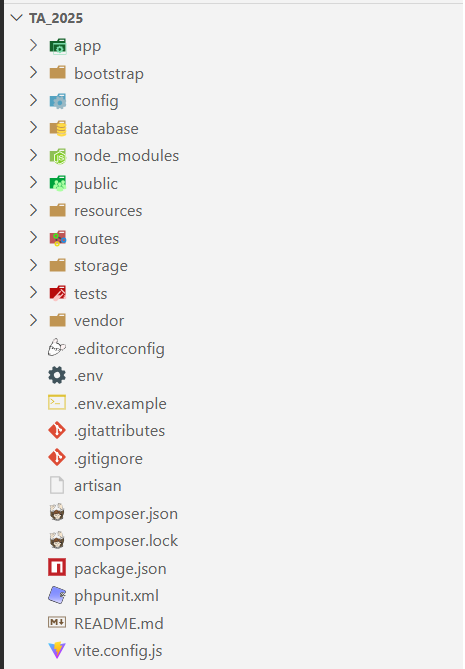 TA_2025
app
bootstrap
config
database
node_modules
public
resources
routes
storage
tests
vendor
.editorconfig
.env
.env.example
.gitattributes
.gitignore
artisan
composer.json
composer.lock
package.json
phpunit.xml
README.md
vite.config.js